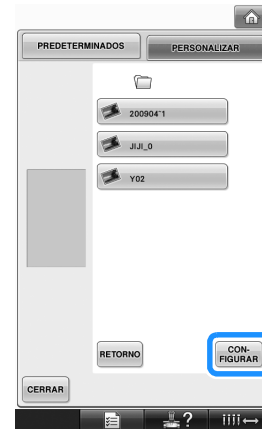 PREDETERMINADOS
PERSONALIZAR
200904~1
JIJI_0
Y02
RETORNO
CON-
FIGURAR
CERRAR
?